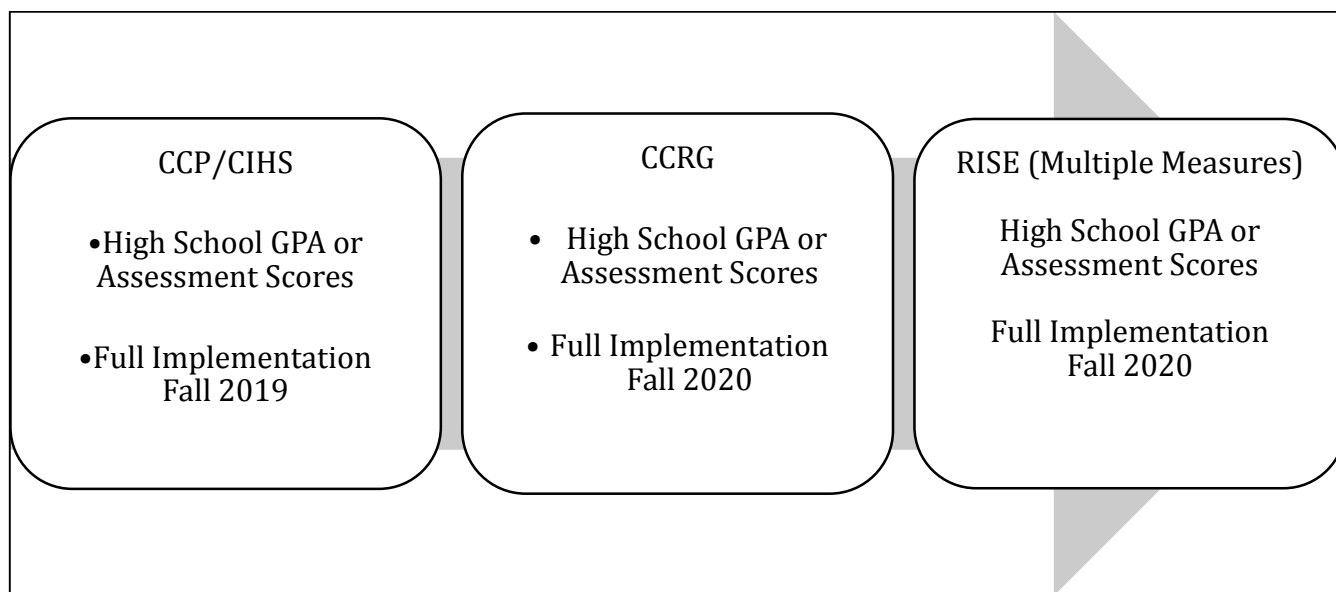 CCP/CIHS
•High School GPA or
Assessment Scores
•Full Implementation
Fall 2019
CCRG
• High School GPA or
Assessment Scores
• Full Implementation
Fall 2020
RISE (Multiple Measures)
High School GPA or
Assessment Scores
Full Implementation
Fall 2020